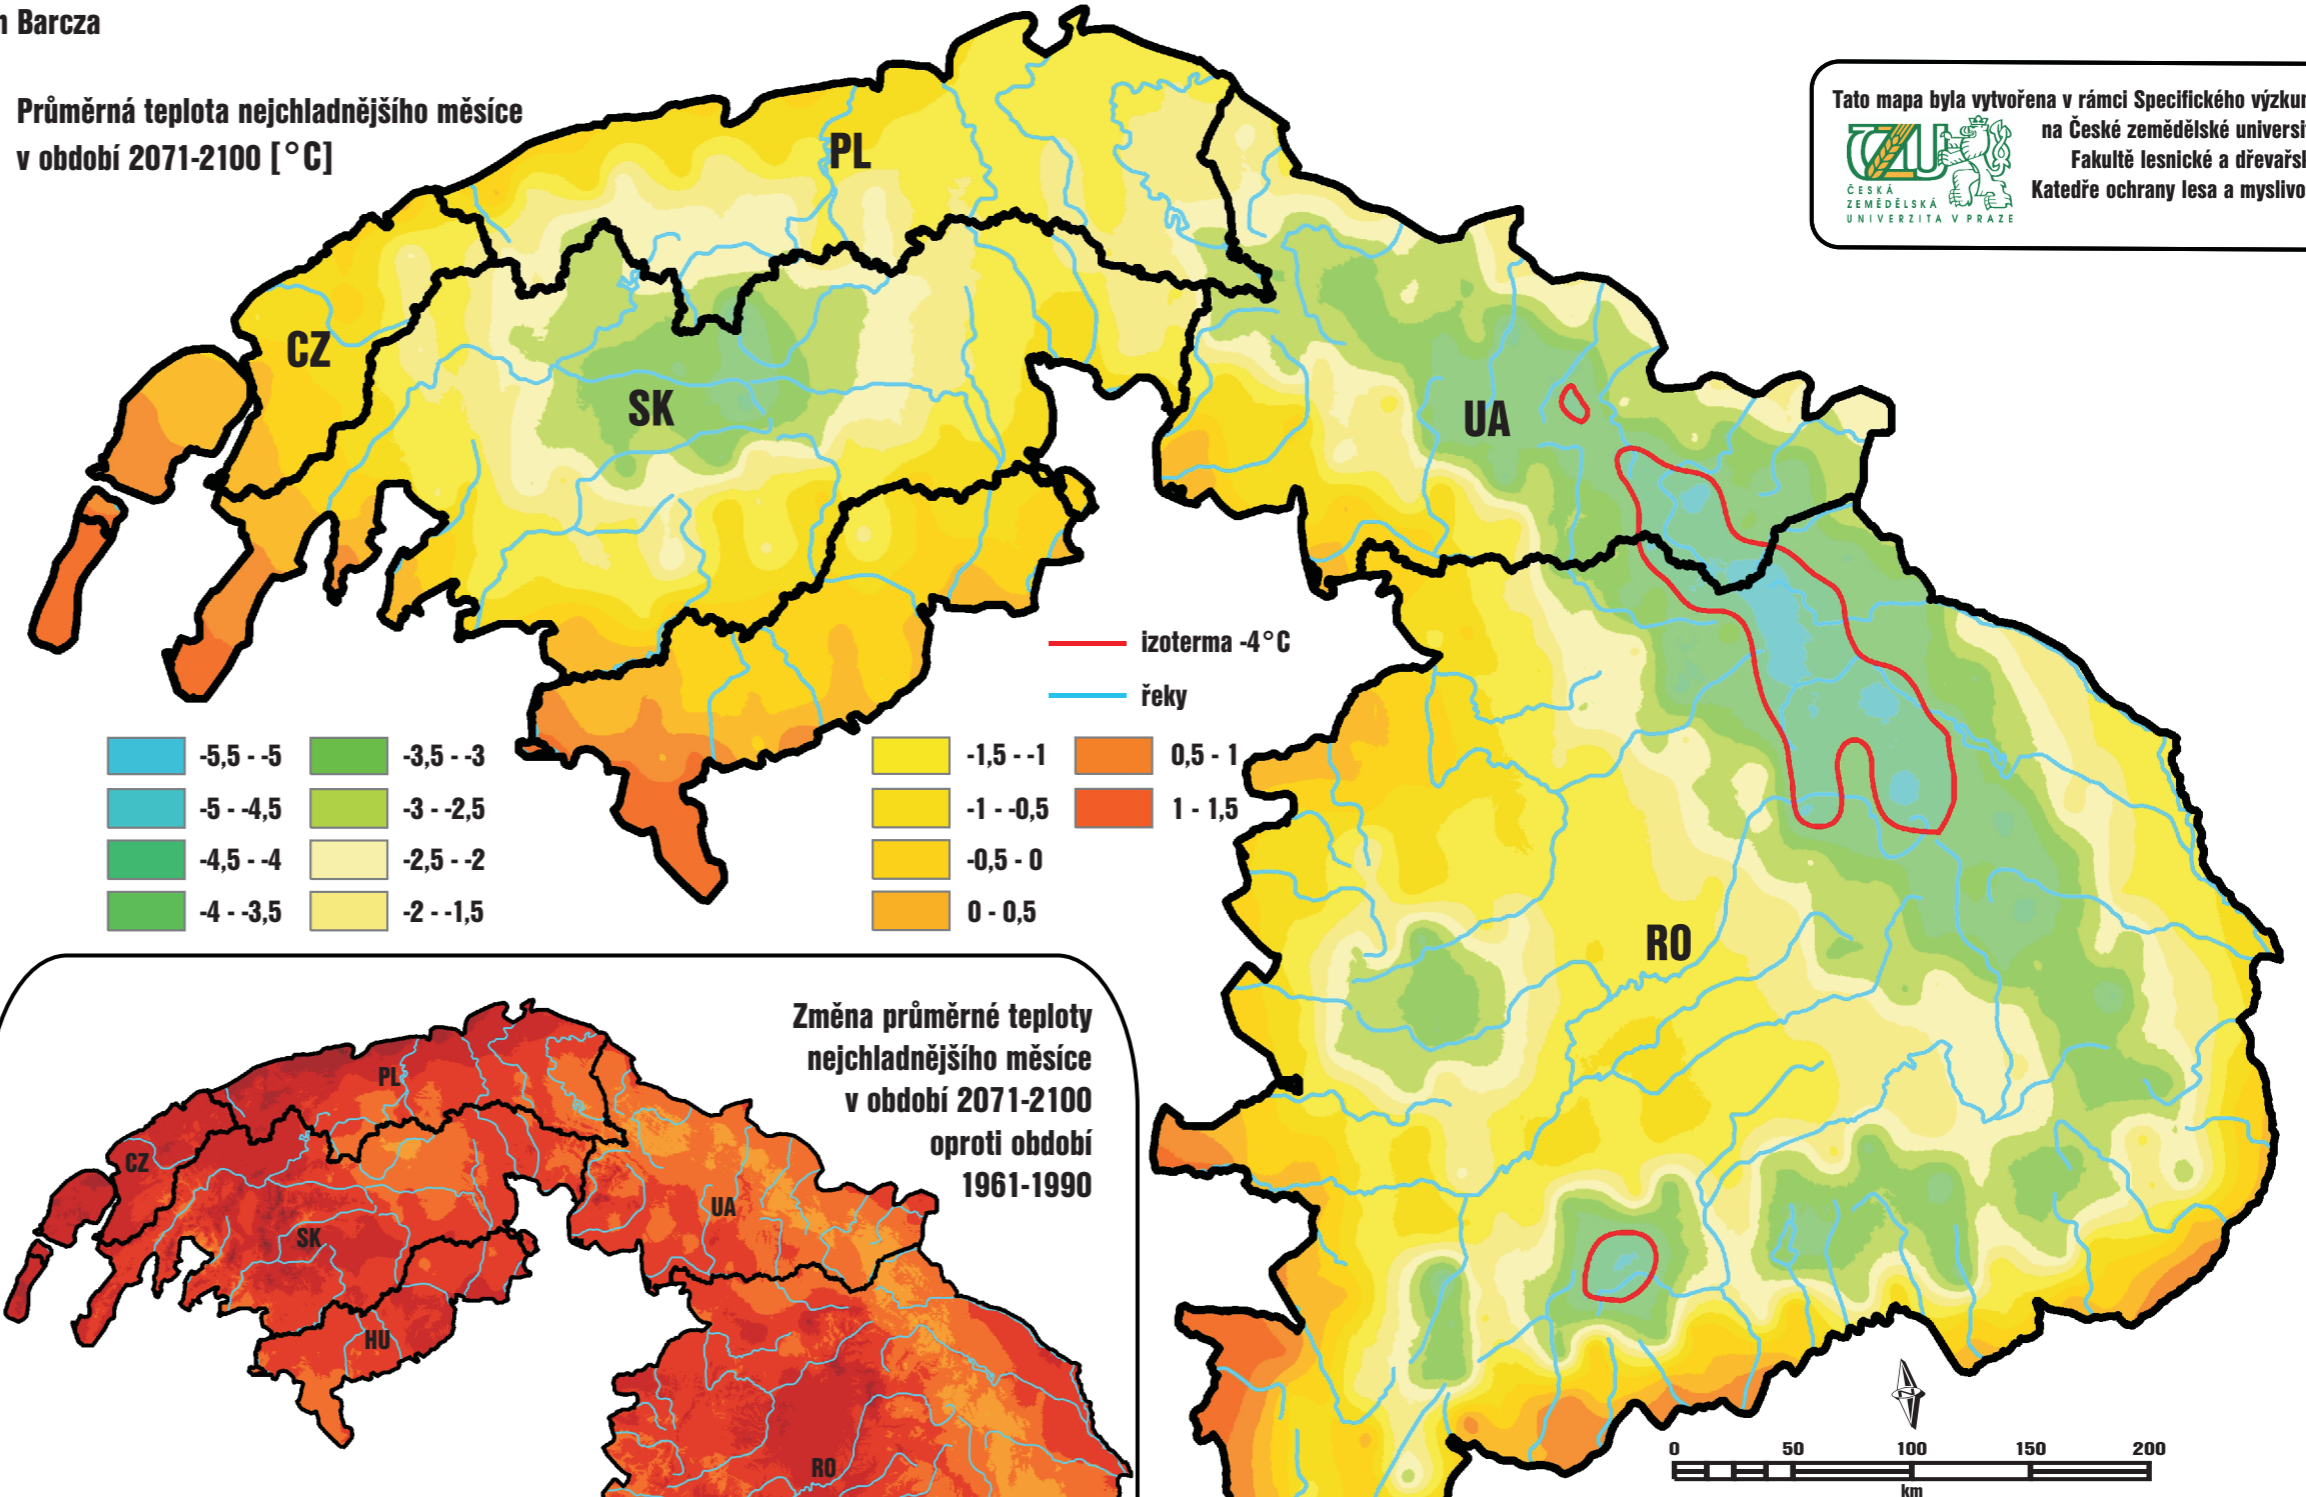 Barcza
Průměrná teplota nejchladnějšího měsíce
v období 2071-2100 [°C]
Tato mapa byla vytvořena v rámci Specifického
na České zemědělské
Fakultě lesnické a
Katedře ochrany lesa a
ČZU
ČESKÁ
ZEMĚDĚLSKÁ
UNIVERZITA V PRAZE
PL
CZ
SK
UA
RO
izoterma -4°C
řeky
-5,5 - -5
-5 - -4,5
-4,5 - -4
-4 - -3,5
-3,5 - -3
-3 - -2,5
-2,5 - -2
-2 - -1,5
-1,5 - -1
-1 - -0,5
-0,5 - 0
0 - 0,5
0,5 - 1
1 - 1,5
Změna průměrné teploty
nejchladnějšího měsíce
v období 2071-2100
oproti období
1961-1990
PL
CZ
SK
UA
HU
RO
N
0 50 100 150 200
km